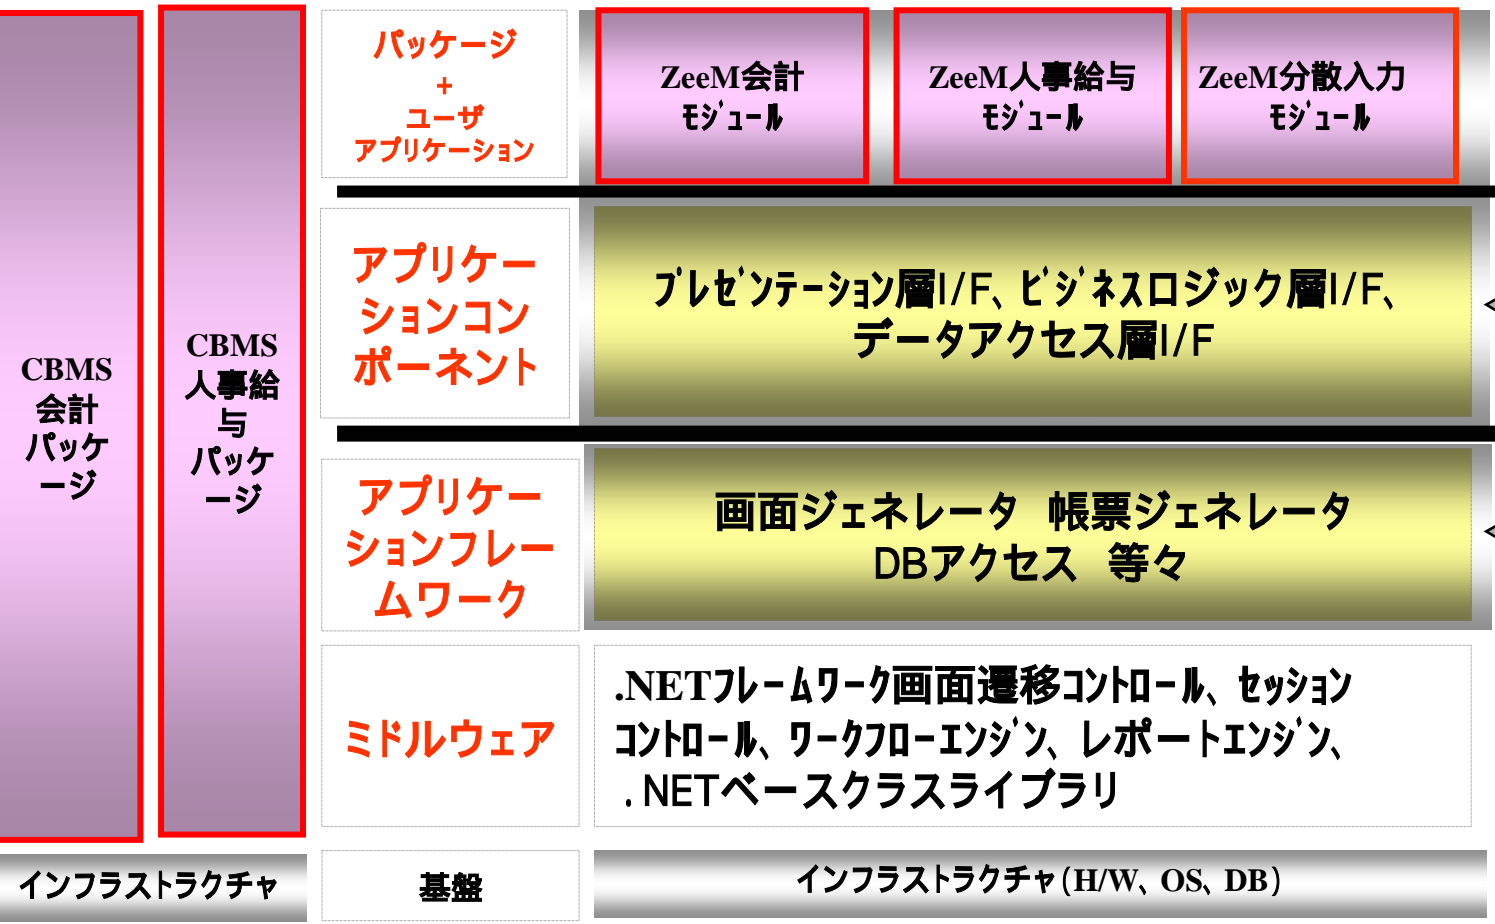 CBMS
会計
パッケ
ージ
CBMS
人事給
与
パッケ
ージ
インフラストラクチャ
パッケージ
+
ユーザ
アプリケーション
ZeeM会計
ﾓｼﾞｭｰﾙ
ZeeM人事給与
ﾓｼﾞｭｰﾙ
ZeeM分散入力
ﾓｼﾞｭｰﾙ
アプリケー
ションコン
ポーネント
ﾌﾟﾚｾﾞﾝﾃｰｼｮﾝ層I/F、ﾋﾞｼﾞﾈｽロジック層I/F、
データアクセス層I/F
アプリケー
ションフレー
ムワーク
画面ジェネレータ 帳票ジェネレータ
DBアクセス 等々
ミドルウェア
.NETﾌﾚｰﾑﾜｰｸ画面遷移ｺﾝﾄﾛｰﾙ、ｾｯｼｮﾝ
ｺﾝﾄﾛｰﾙ、ﾜｰｸﾌﾛｰｴﾝｼﾞﾝ、レポートｴﾝｼﾞﾝ、
．NETベースクラスライブラリ
基盤
インフラストラクチャ(H/W、OS、DB)